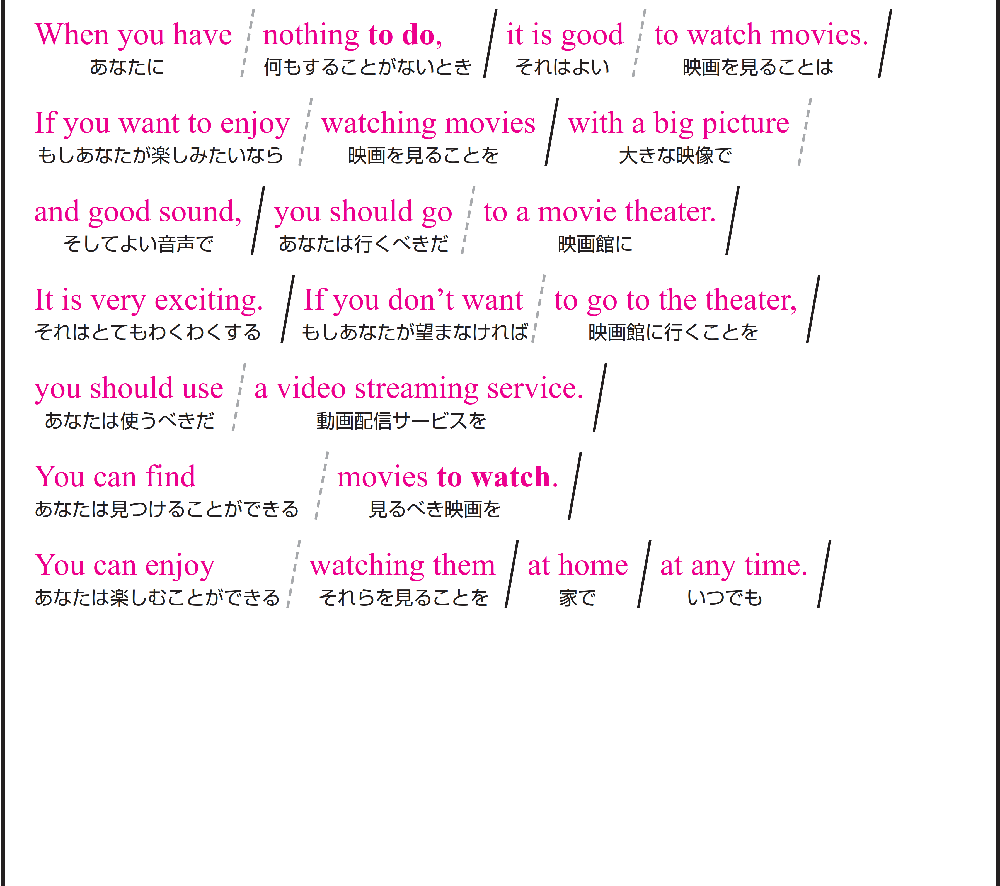 When you have nothing to do, it is good to watch movies.
あなたに 何もすることがないとき それはよい 映画を見ることは
If you want to enjoy watching movies with a big picture
もしあなたが楽しみたいなら 映画を見ることを 大きな映像で
and good sound, you should go to a movie theater.
そしてよい音声で あなたは行くべきだ 映画館に
It is very exciting. If you don’t want to go to the theater,
それはとてもわくわくする もしあなたが望まなければ 映画館に行くことを
you should use a video streaming service.
あなたは使うべきだ 動画配信サービスを
You can find movies to watch.
あなたは見つけることができる 見るべき映画を
You can enjoy watching them at home at any time.
あなたは楽しむことができる それらを見ることを 家で いつでも